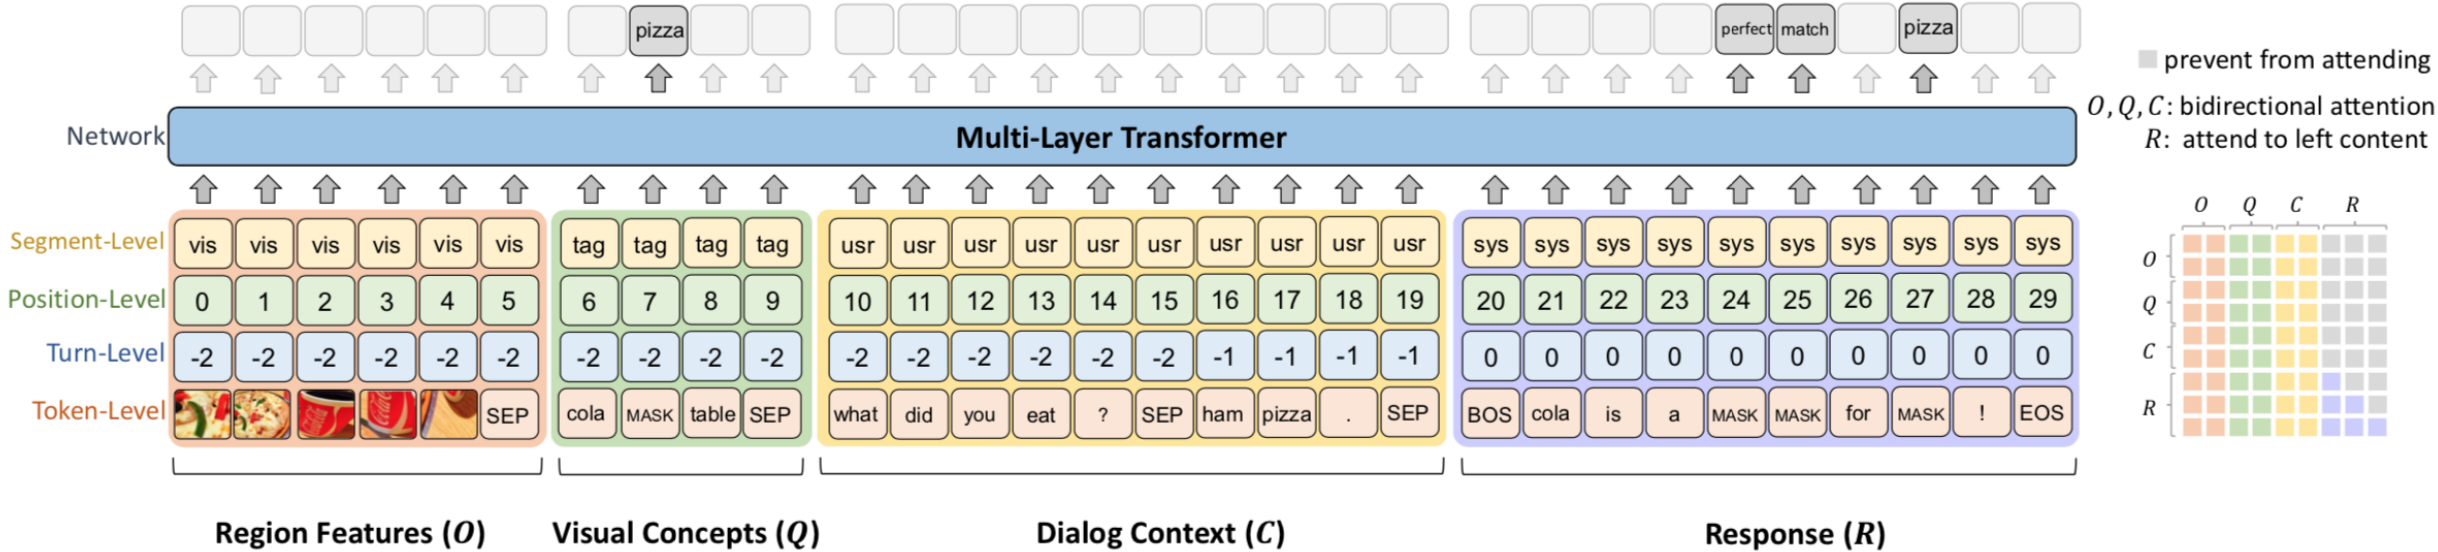 pizza perfect match pizza
prevent from attending
O, Q, C: bidirectional attention
R: attend to left content
Network Multi-Layer Transformer
Segment-Level vis vis vis vis vis vis tag tag tag tag usr usr usr usr usr usr usr usr usr usr sys sys sys sys sys sys sys sys sys sys
Position-Level 0 1 2 3 4 5 6 7 8 9 10 11 12 13 14 15 16 17 18 19 20 21 22 23 24 25 26 27 28 29
Turn-Level -2 -2 -2 -2 -2 -2 -2 -2 -2 -2 -2 -2 -2 -2 -2 -2 -1 -1 -1 -1 0 0 0 0 0 0 0 0 0 0
Token-Level SEP cola MASK table SEP what did you eat ? SEP ham pizza . SEP BOS cola is a MASK MASK for MASK ! EOS
O Q C R
O
Q
C
R
Region Features (O) Visual Concepts (Q) Dialog Context (C) Response (R)